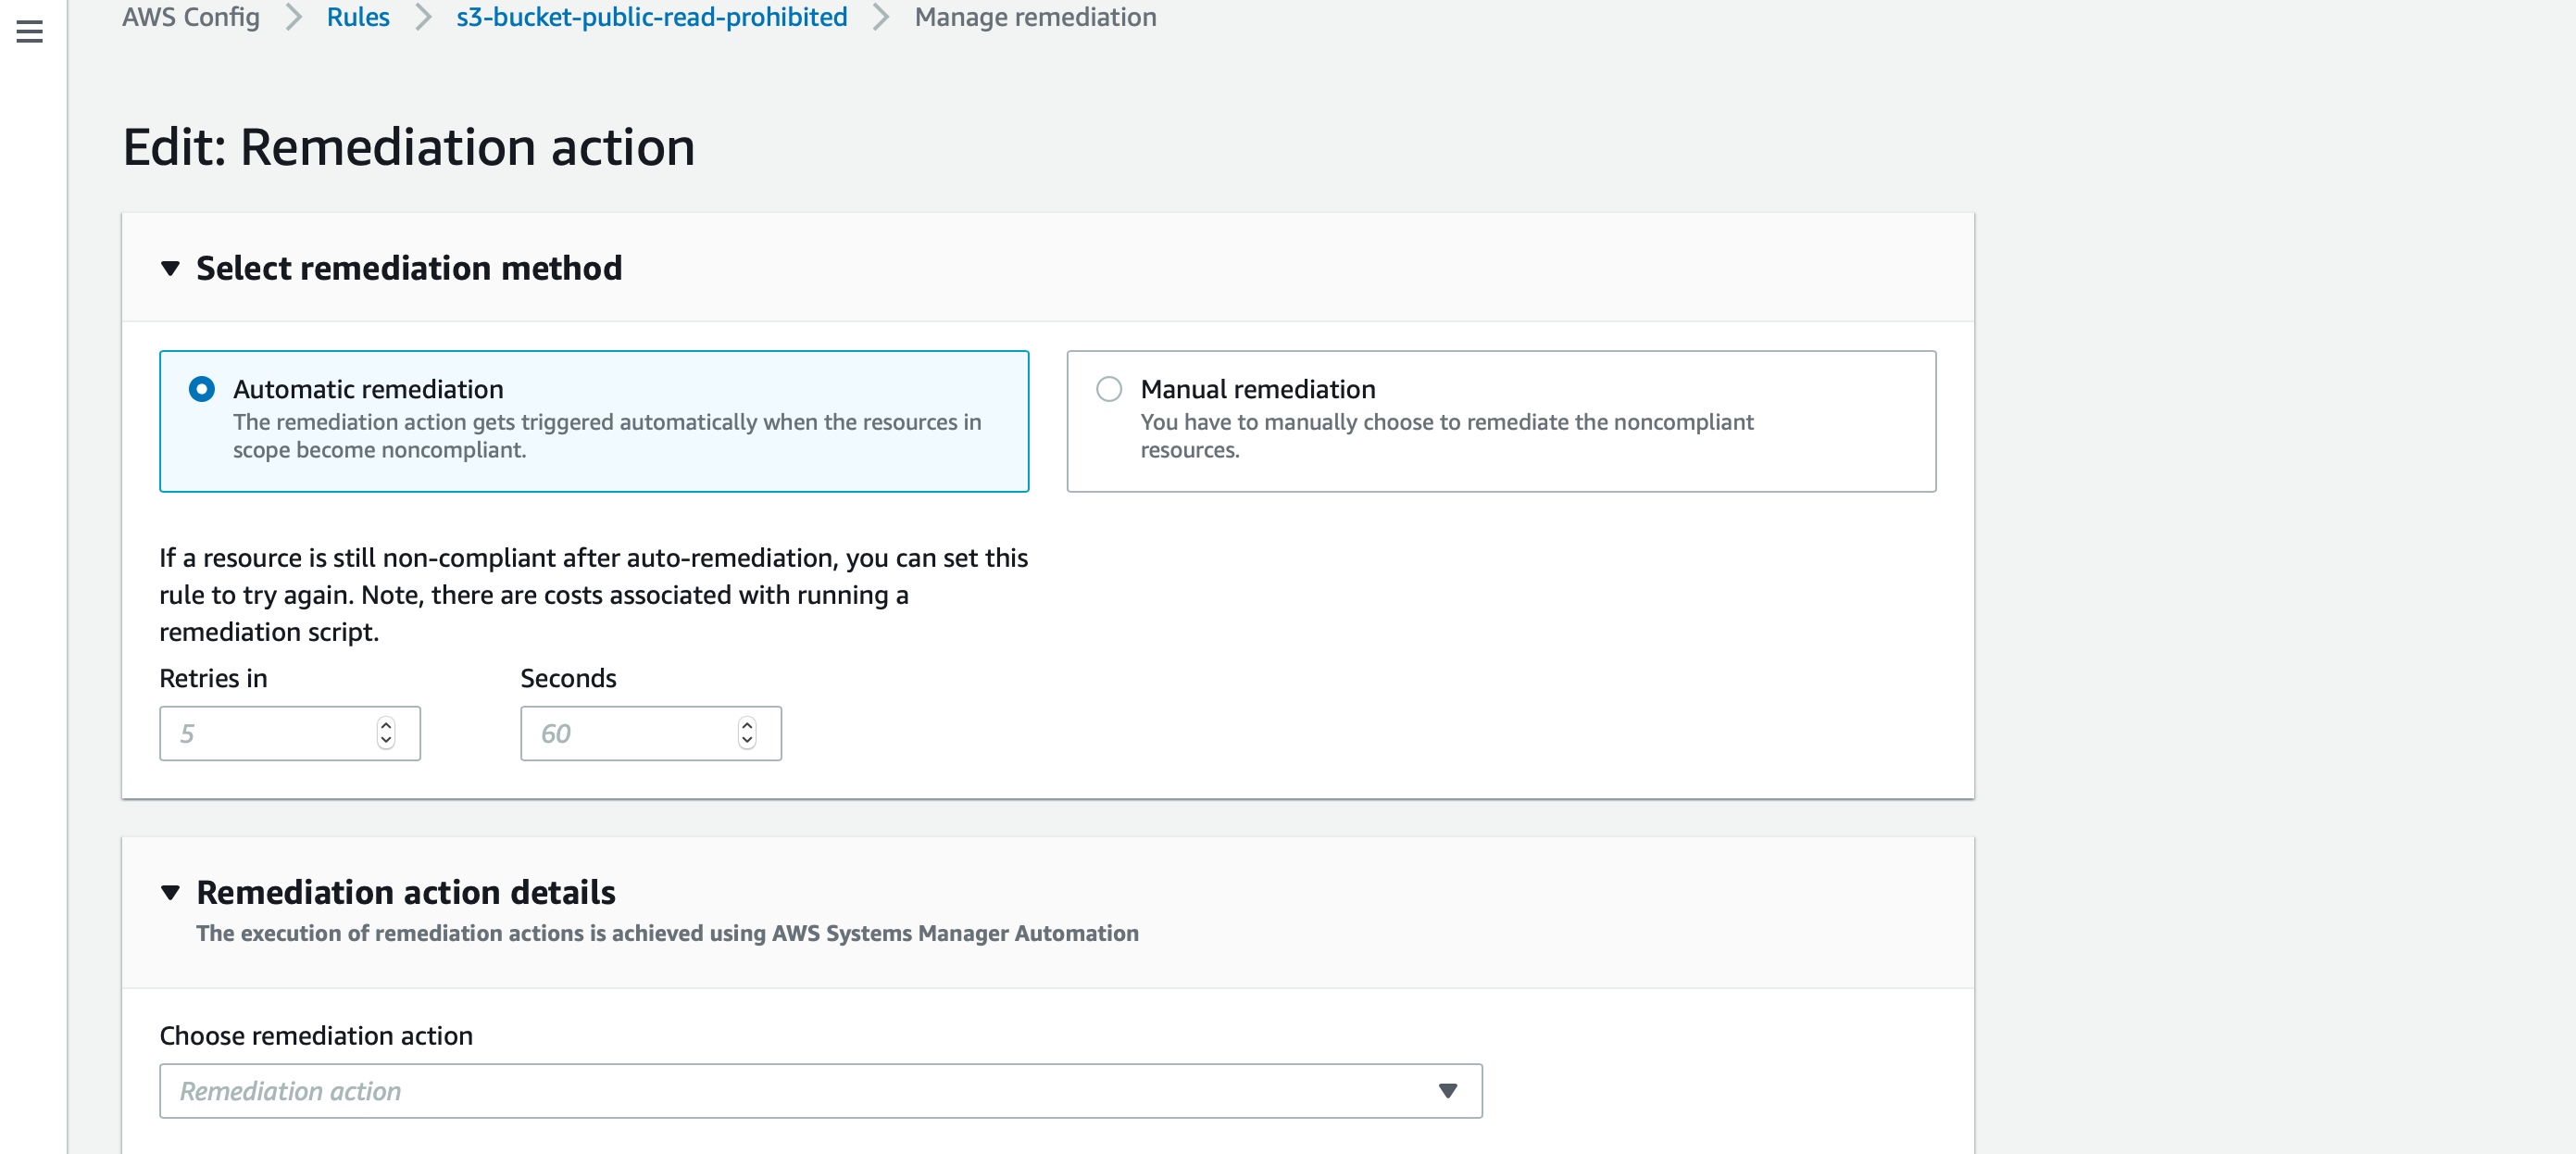 AWS Config > Rules > s3-bucket-public-read-prohibited > Manage remediation
Edit: Remediation action
Select remediation method
Automatic remediation
The remediation action gets triggered automatically when the resources in
scope become noncompliant.
Manual remediation
You have to manually choose to remediate the noncompliant
resources.
If a resource is still non-compliant after auto-remediation, you can set this
rule to try again. Note, there are costs associated with running a
remediation script.
Retries in
5
Seconds
60
Remediation action details
The execution of remediation actions is achieved using AWS Systems Manager Automation
Choose remediation action
Remediation action